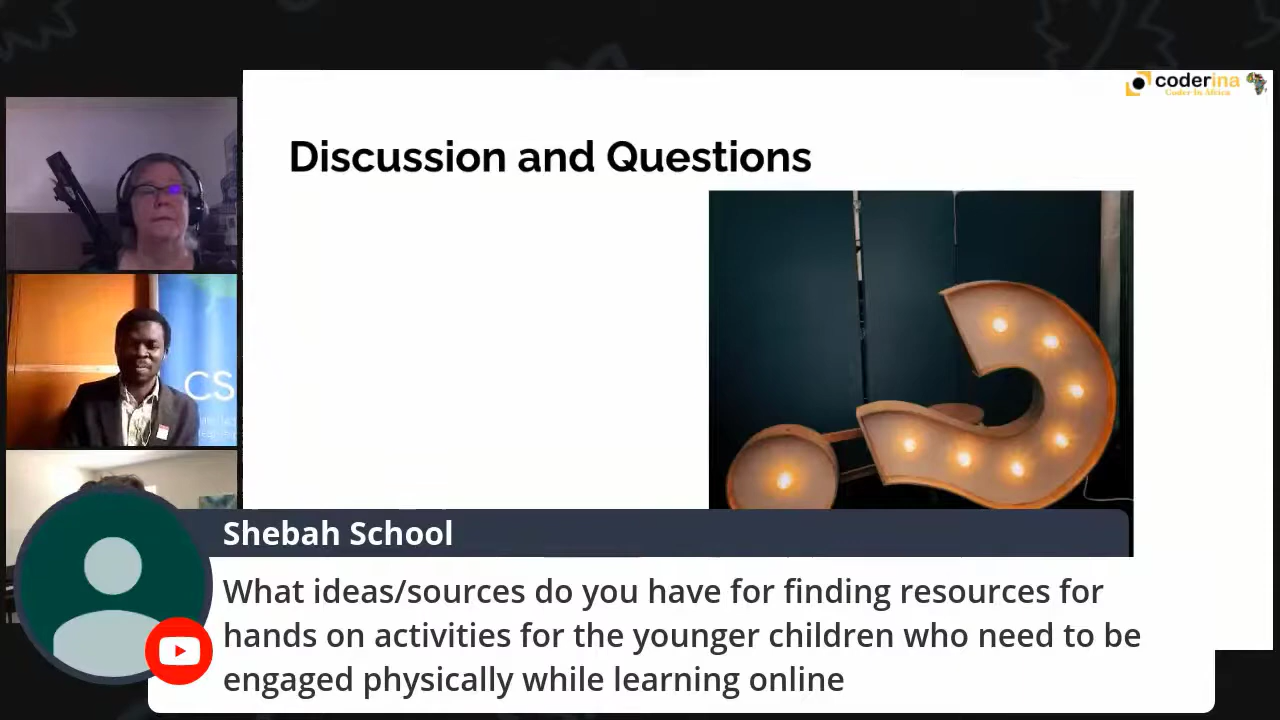 coderina
Coder In Africa
Discussion and Questions
CS
Shebah School
What ideas/sources do you have for finding resources for
hands on activities for the younger children who need to be
engaged physically while learning online